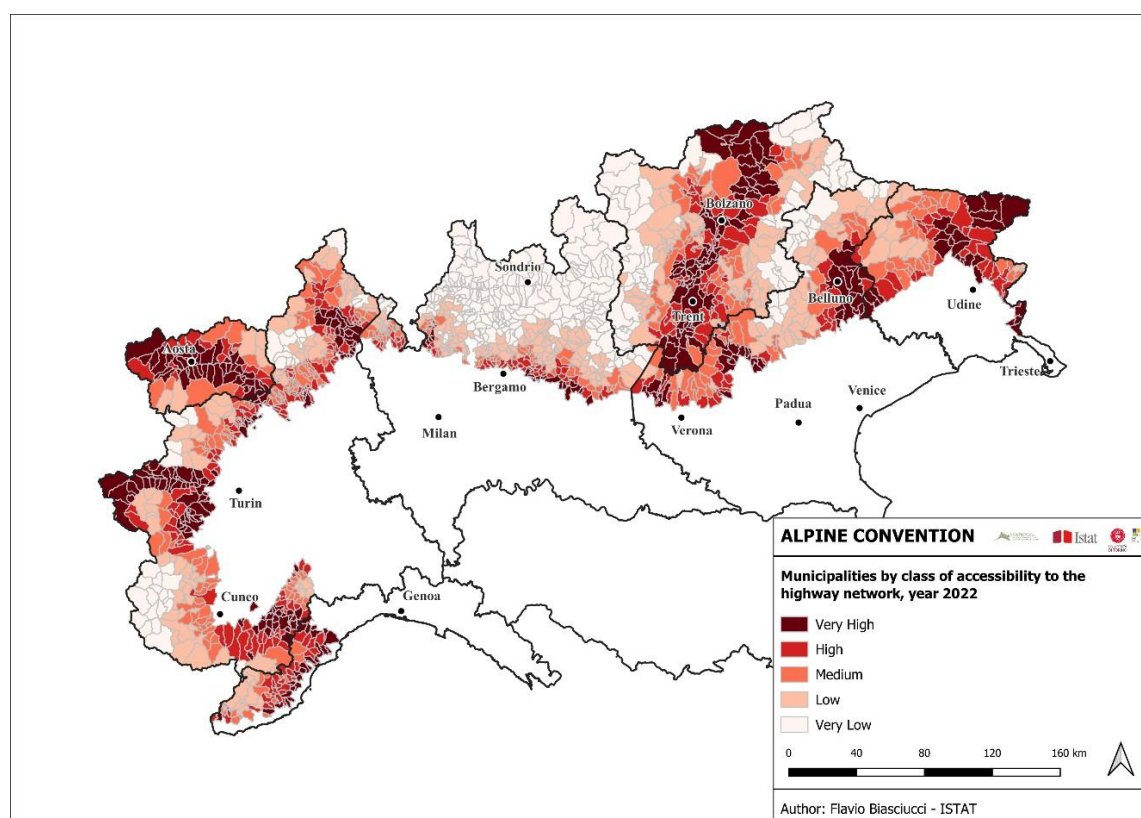 Bolzano
Sondrio
Trent
Belluno
Udine
Aosta
Trieste
Bergamo
Venice
Padua
Milan
Verona
Turin
Cuneo
Genoa
ALPINE CONVENTION
Istat
Municipalities by class of accessibility to the
highway network, year 2022
Very High
High
Medium
Low
Very Low
0 40 80 120 160 km
Author: Flavio Biasciucci - ISTAT